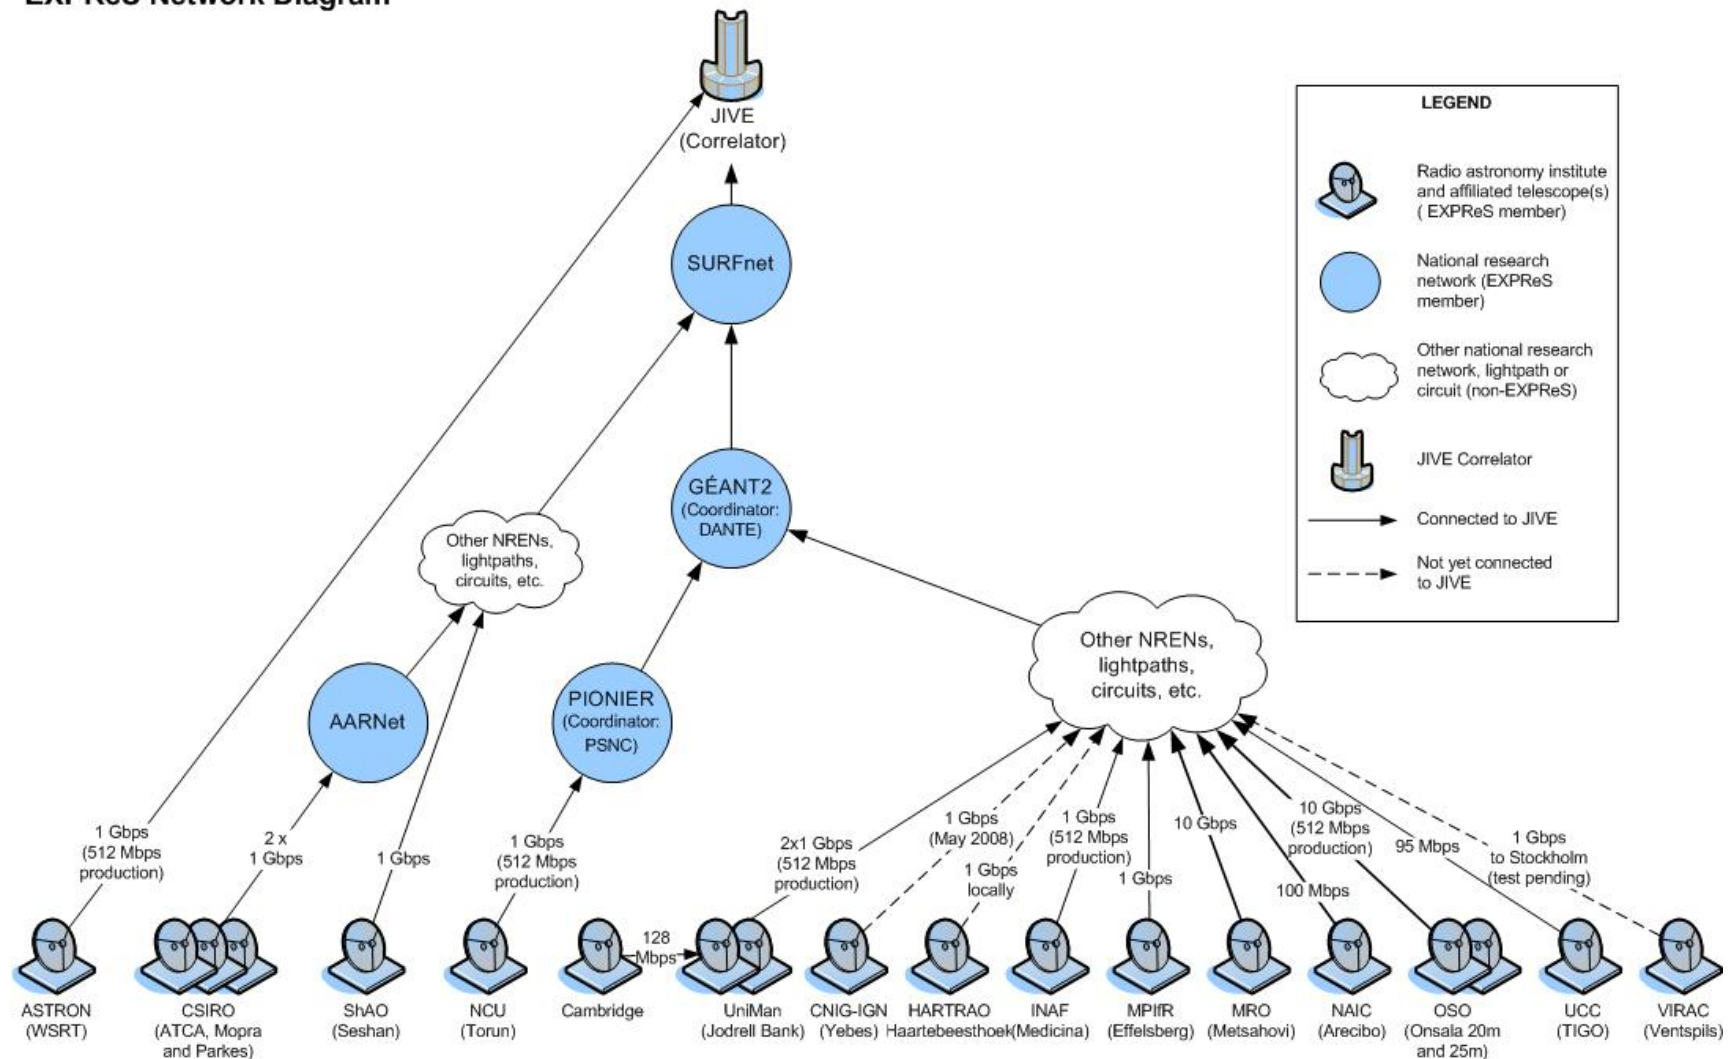 EXPReS Network Diagram
JIVE
(Correlator)
SURFnet
GÉANT2
(Coordinator:
DANTE)
Other NRENs,
lightpaths,
circuits, etc.
Other NRENs,
lightpaths,
circuits, etc.
AARNet
PIONIER
(Coordinator:
PSNC)
1 Gbps
(512 Mbps
production)
2 x
1 Gbps
1 Gbps
1 Gbps
(512 Mbps
production)
128
Mbps
2x1 Gbps
(512 Mbps
production)
1 Gbps
(May 2008)
1 Gbps
locally
1 Gbps
(512 Mbps
production)
1 Gbps
10 Gbps
100 Mbps
10 Gbps
(512 Mbps
production)
95 Mbps
1 Gbps
to Stockholm
(test pending)
ASTRON
(WSRT)
CSIRO
(ATCA, Mopra
and Parkes)
ShAO
(Seshan)
NCU
(Torun)
Cambridge
UniMan
(Jodrell Bank)
CNIG-IGN
(Yebes)
HARTRAO
Haartebeesthoek
INAF
(Medicina)
MPIfR
(Effelsberg)
MRO
(Metsahovi)
NAIC
(Arecibo)
OSO
(Onsala 20m
and 25m)
UCC
(TIGO)
VIRAC
(Ventspils)
LEGEND
Radio astronomy institute
and affiliated telescope(s)
( EXPReS member)
National research
network (EXPReS
member)
Other national research
network, lightpath or
circuit (non-EXPReS)
JIVE Correlator
Connected to JIVE
Not yet connected
to JIVE